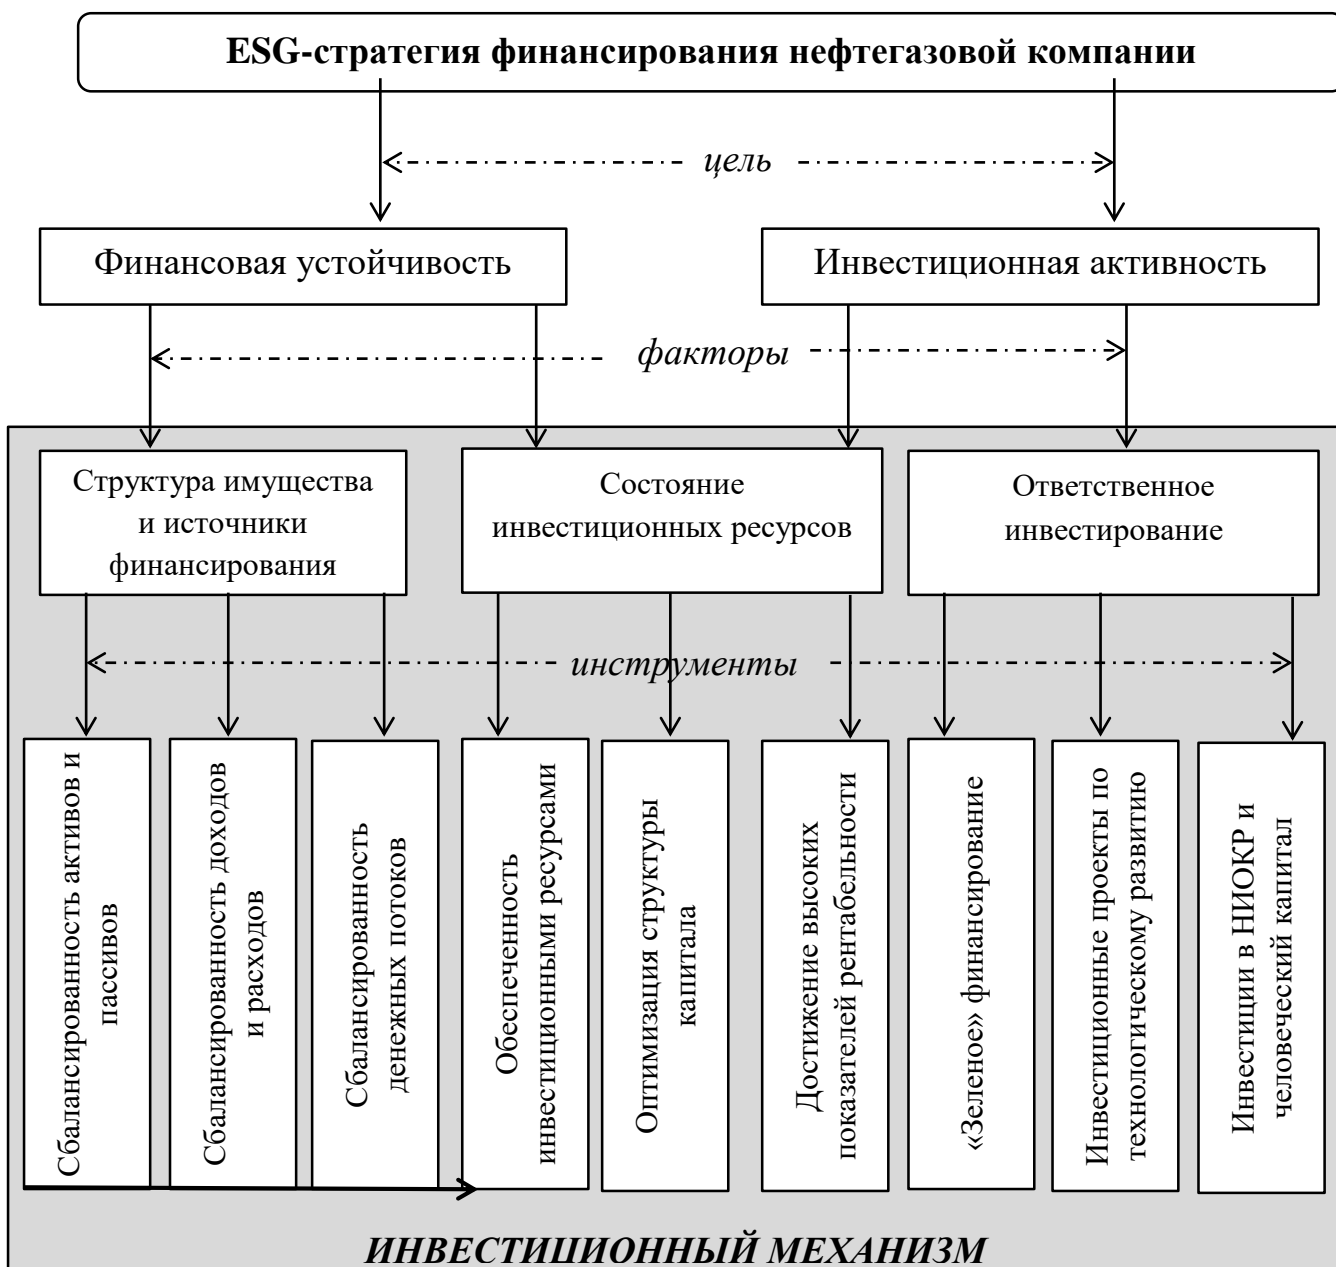 ESG-стратегия финансирования нефтегазовой компании
цель
Финансовая устойчивость
Инвестиционная активность
факторы
Структура имущества
и источники
финансирования
Состояние
инвестиционных ресурсов
Ответственное
инвестирование
инструменты
Сбалансированность активов и
пассивов
Сбалансированность доходов
и расходов
Сбалансированность
денежных потоков
Обеспеченность
инвестиционными ресурсами
Оптимизация структуры
капитала
Достижение высоких
показателей рентабельности
«Зеленое» финансирование
Инвестиционные проекты по
технологическому развитию
Инвестиции в НИОКР и
человеческий капитал
ИНВЕСТИЦИОННЫЙ МЕХАНИЗМ